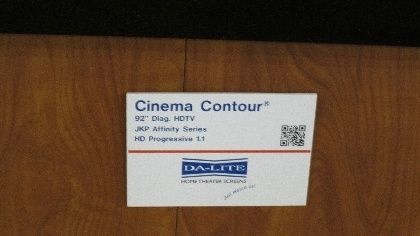 Cinema Contour®
92" Diag. HDTV
JKP Affinity Series
HD Progressive 1.1
DA-LITE
HOME THEATER SCREENS